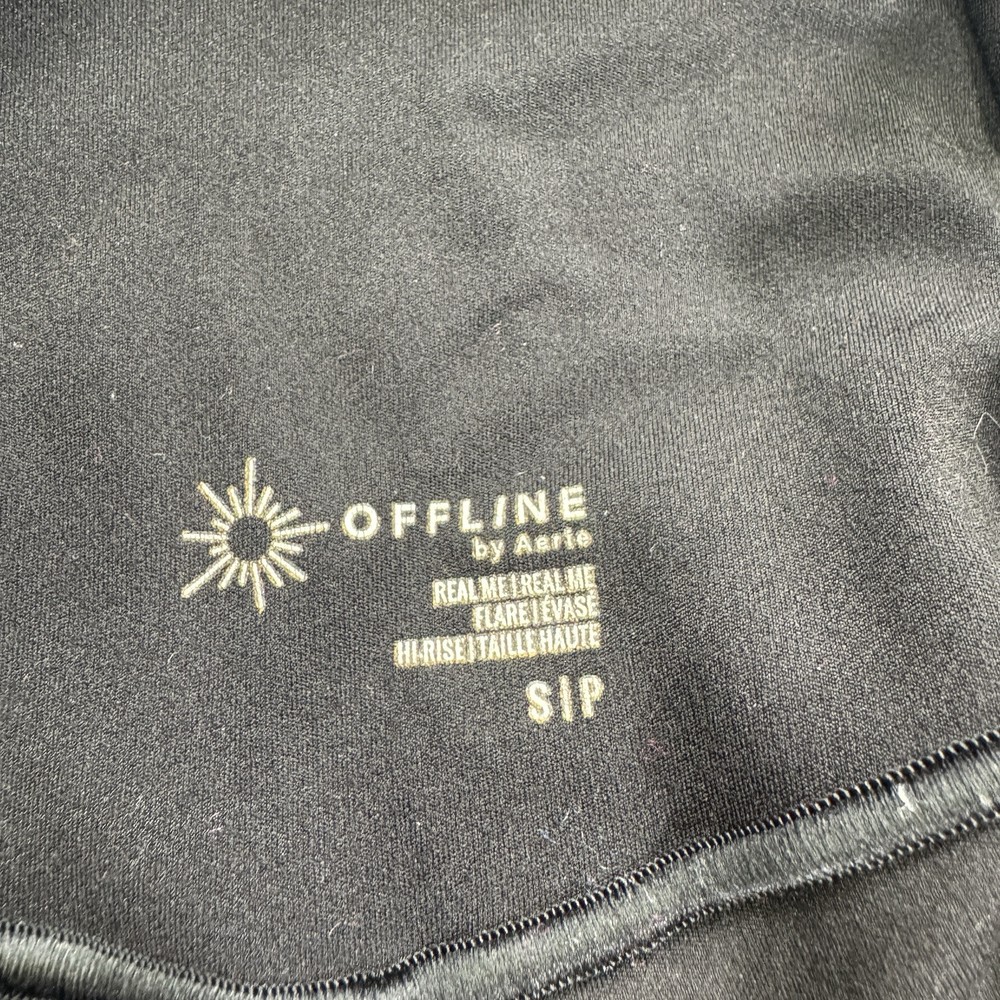 OFFLINE
by Aerie
REAL ME | REAL ME
FLARE | ÉVASÉ
HI-RISE | TAILLE HAUTE
S|P